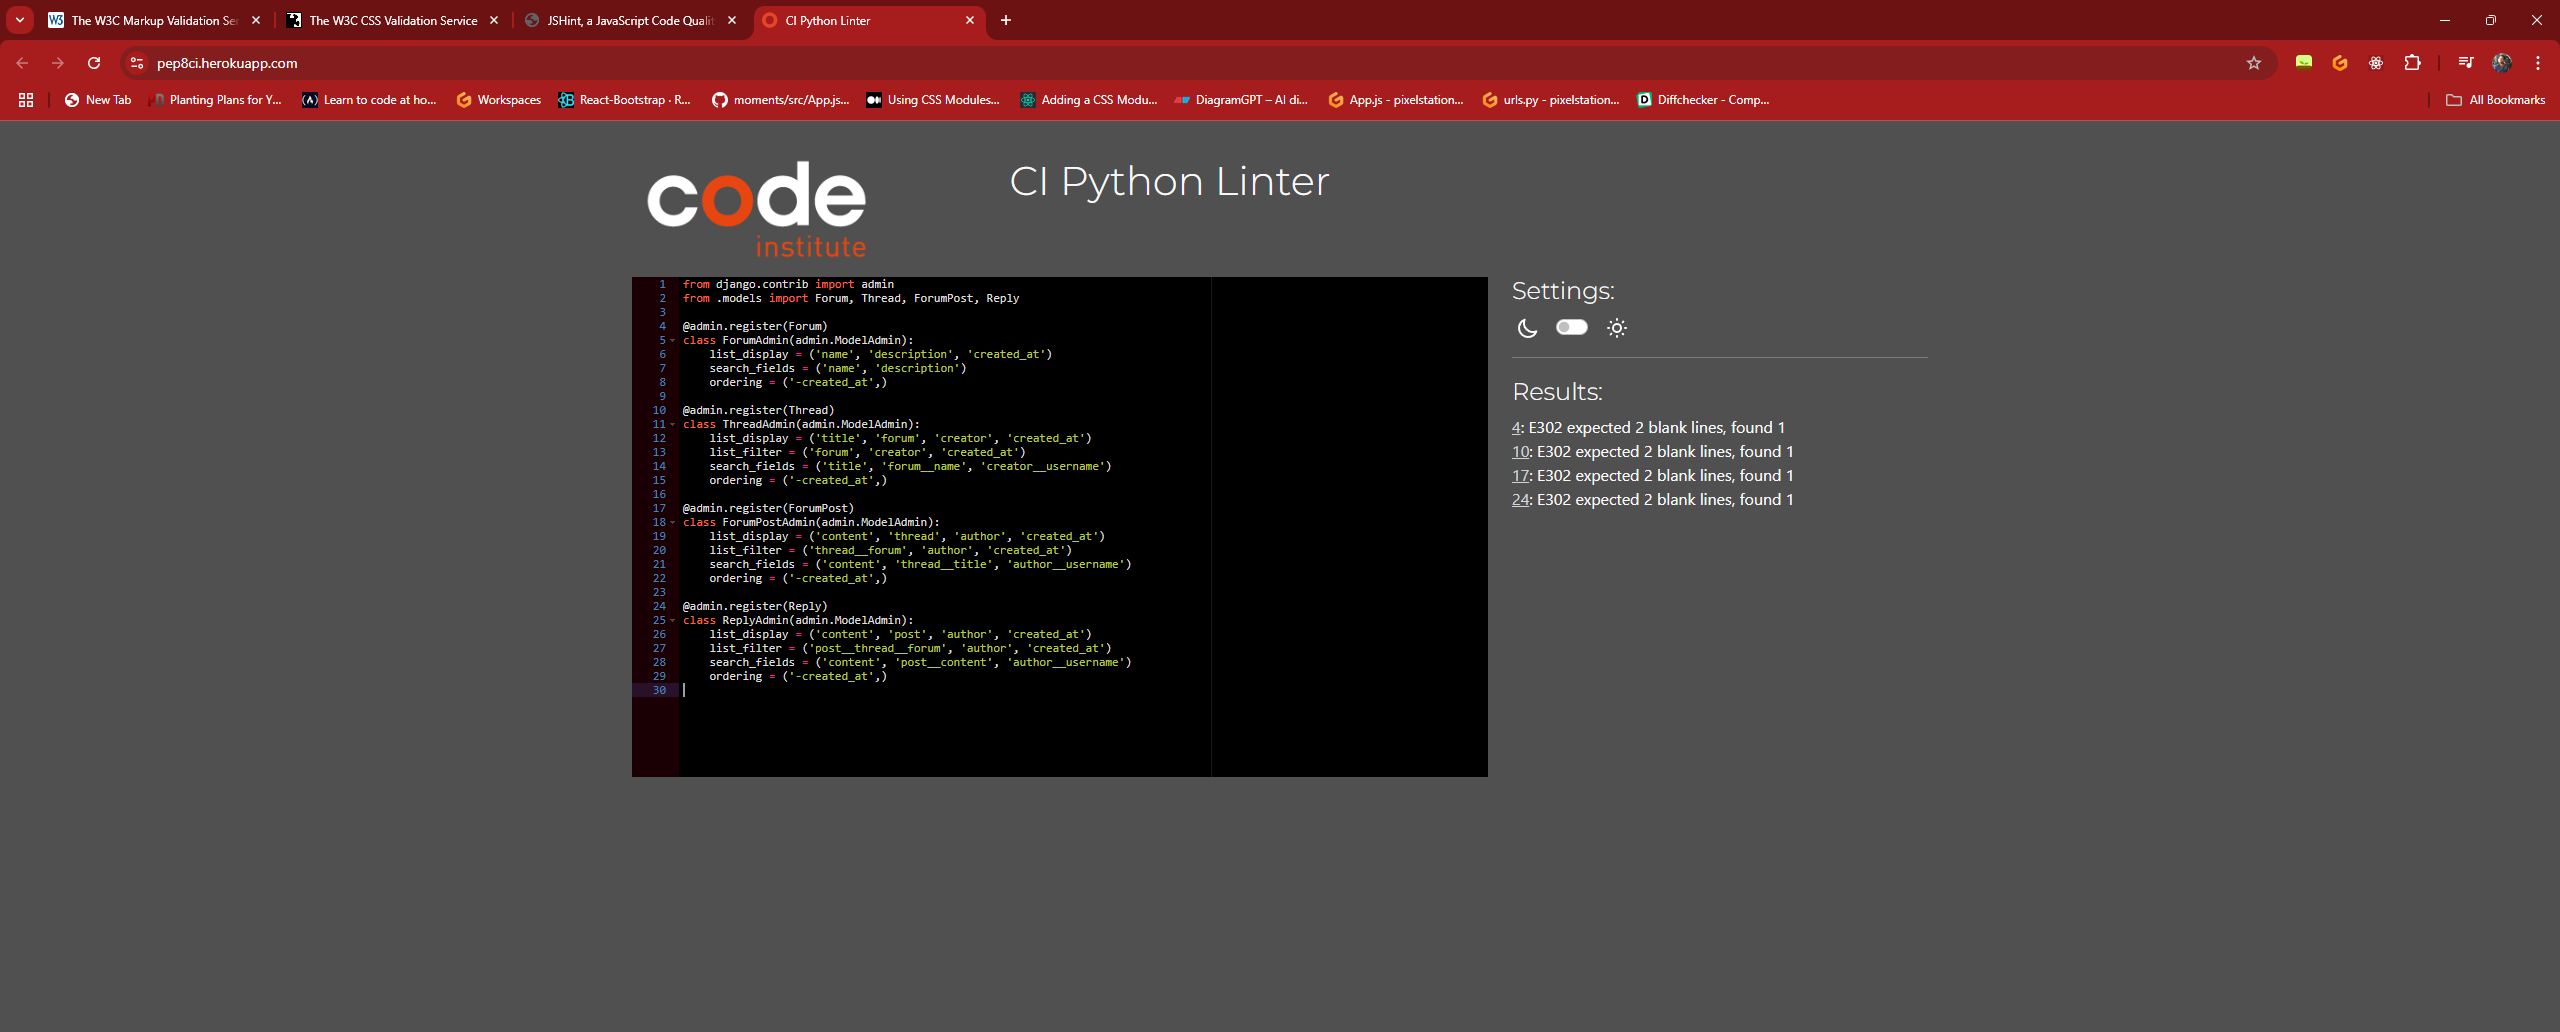 The W3C Markup Validation Se
The W3C CSS Validation Service
JSHint, a JavaScript Code Qualit
CI Python Linter
pep8ci.herokuapp.com
New Tab
Planting Plans for Y...
Learn to code at ho...
Workspaces
React-Bootstrap · R...
moments/src/App.js...
Using CSS Modules...
Adding a CSS Modu...
DiagramGPT – AI di...
App.js - pixelstation...
urls.py - pixelstation...
Diffchecker - Comp...
All Bookmarks
code
institute
CI Python Linter
1 from django.contrib import admin
2 from .models import Forum, Thread, ForumPost, Reply
3
4 @admin.register(Forum)
5 class ForumAdmin(admin.ModelAdmin):
6     list_display = ('name', 'description', 'created_at')
7     search_fields = ('name', 'description')
8     ordering = ('-created_at',)
9
10 @admin.register(Thread)
11 class ThreadAdmin(admin.ModelAdmin):
12     list_display = ('title', 'forum', 'creator', 'created_at')
13     list_filter = ('forum', 'creator', 'created_at')
14     search_fields = ('title', 'forum__name', 'creator__username')
15     ordering = ('-created_at',)
16
17 @admin.register(ForumPost)
18 class ForumPostAdmin(admin.ModelAdmin):
19     list_display = ('content', 'thread', 'author', 'created_at')
20     list_filter = ('thread__forum', 'author', 'created_at')
21     search_fields = ('content', 'thread__title', 'author__username')
22     ordering = ('-created_at',)
23
24 @admin.register(Reply)
25 class ReplyAdmin(admin.ModelAdmin):
26     list_display = ('content', 'post', 'author', 'created_at')
27     list_filter = ('post__thread__forum', 'author', 'created_at')
28     search_fields = ('content', 'post__content', 'author__username')
29     ordering = ('-created_at',)
30
Settings:
Results:
4: E302 expected 2 blank lines, found 1
10: E302 expected 2 blank lines, found 1
17: E302 expected 2 blank lines, found 1
24: E302 expected 2 blank lines, found 1